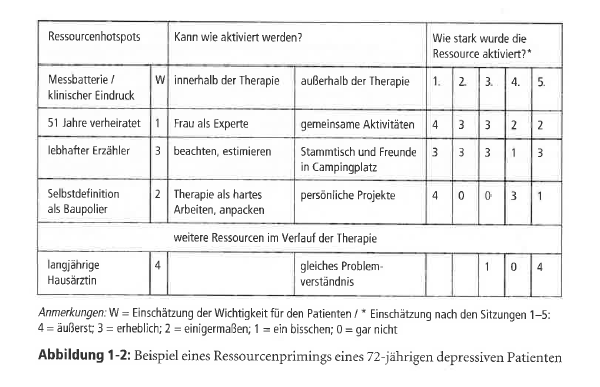 Ressourcenhotspots Kann wie aktiviert werden? Wie stark wurde die
Ressource aktiviert?*
Messbatterie / W innerhalb der Therapie außerhalb der Therapie 1. 2. 3. 4. 5.
klinischer Eindruck
51 Jahre verheiratet 1 Frau als Experte gemeinsame Aktivitäten 4 3 3 2 2
lebhafter Erzähler 3 beachten, estimieren Stammtisch und Freunde 3 3 3 1 3
in Campingplatz
Selbstdefinition 2 Therapie als hartes persönliche Projekte 4 0 0 3 1
als Baupolier Arbeiten, anpacken
weitere Ressourcen im Verlauf der Therapie
langjährige 4 gleiches Problem- 1 0 4
Hausärztin verständnis
Anmerkungen: W = Einschätzung der Wichtigkeit für den Patienten / * Einschätzung nach den Sitzungen 1–5:
4 = äußerst; 3 = erheblich; 2 = einigermaßen; 1 = ein bisschen; 0 = gar nicht
Abbildung 1-2: Beispiel eines Ressourcenprimings eines 72-jährigen depressiven Patienten